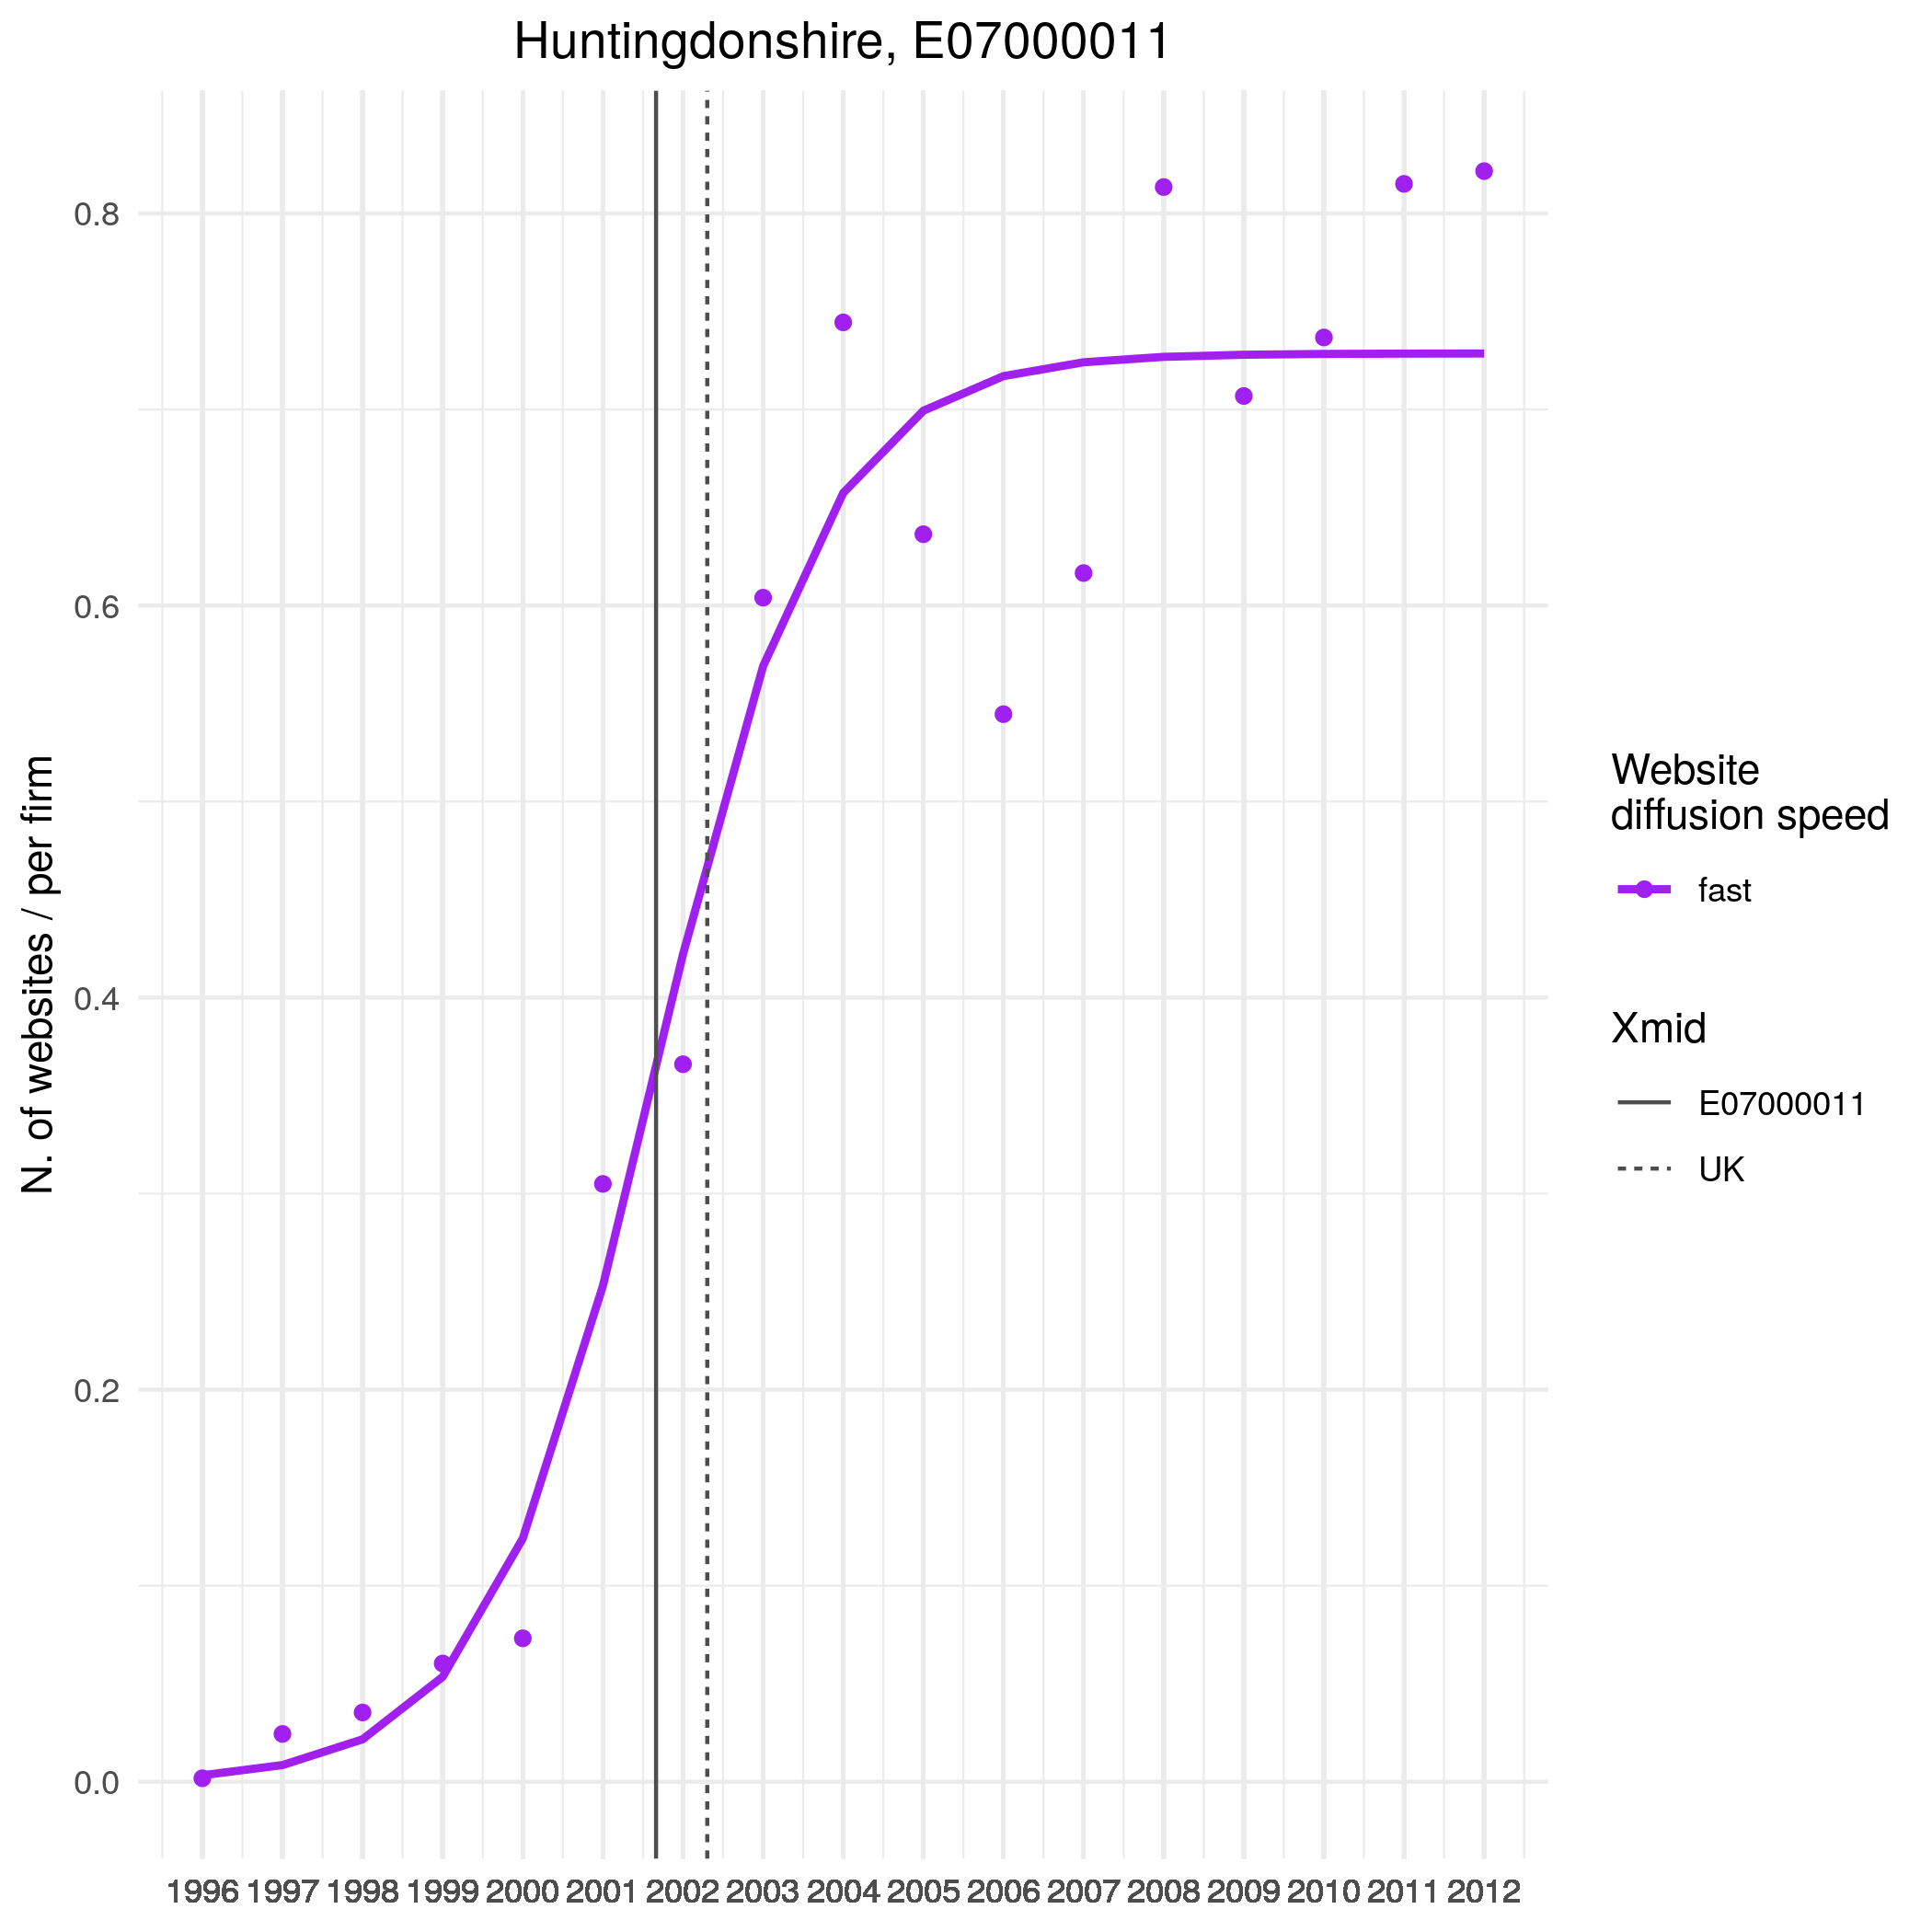 Huntingdonshire, E07000011
N. of websites / per firm
0.8
0.6
0.4
0.2
0.0
1996 1997 1998 1999 2000 2001 2002 2003 2004 2005 2006 2007 2008 2009 2010 2011 2012
Website
diffusion speed
fast
Xmid
E07000011
UK